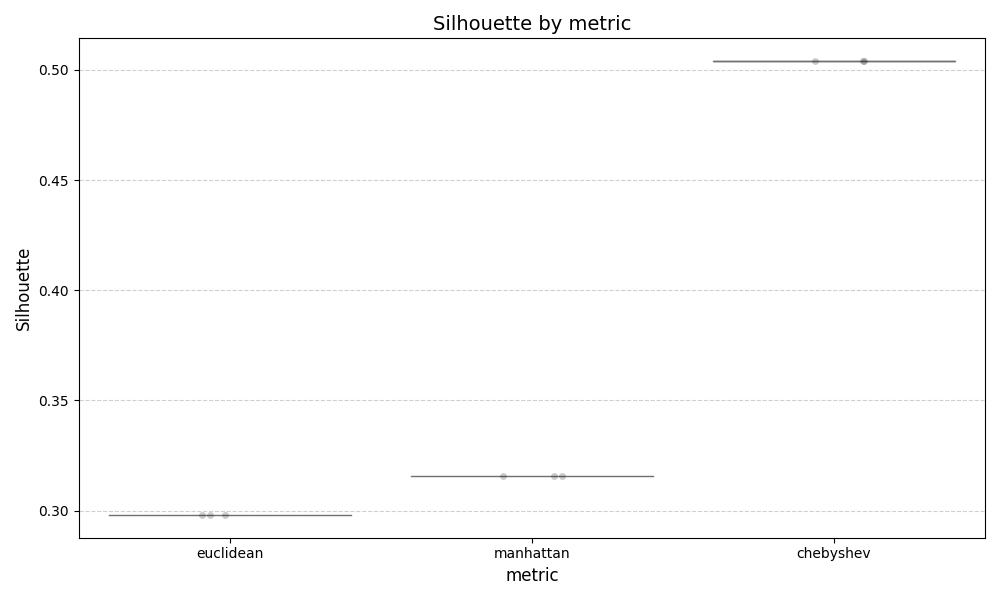 Silhouette by metric
0.50
0.45
0.40
0.35
0.30
Silhouette
euclidean
manhattan
chebyshev
metric